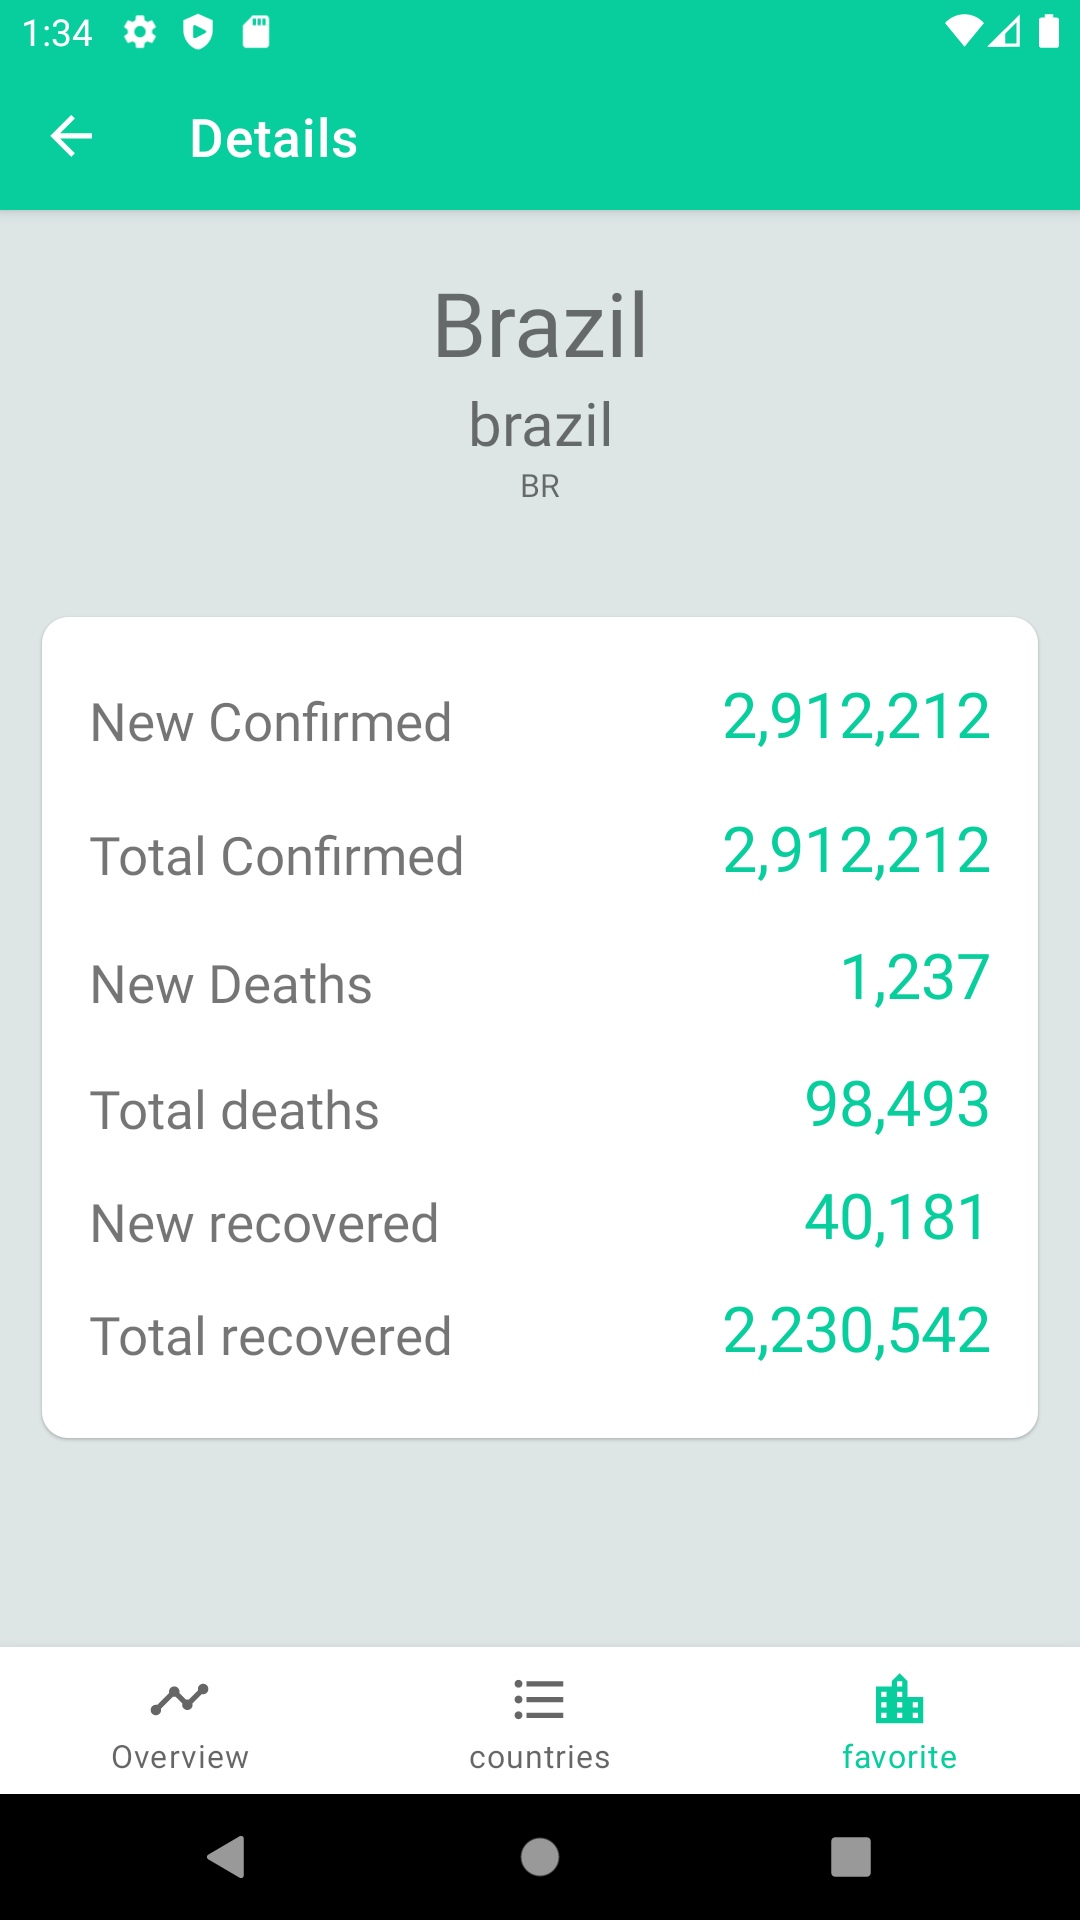 1:34
Details
Brazil
brazil
BR
New Confirmed 2,912,212
Total Confirmed 2,912,212
New Deaths 1,237
Total deaths 98,493
New recovered 40,181
Total recovered 2,230,542
Overview countries favorite